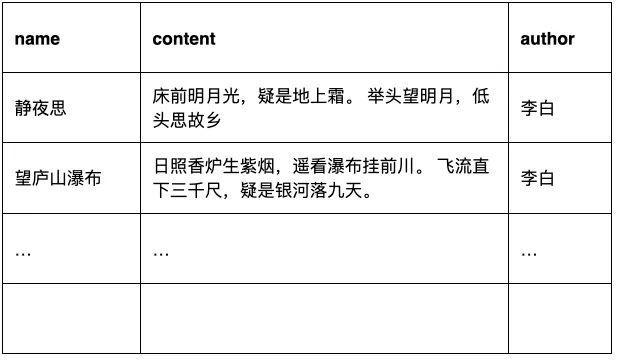 name content author
静夜思 床前明月光，疑是地上霜。 举头望明月，低
头思故乡 李白
望庐山瀑布 日照香炉生紫烟，遥看瀑布挂前川。 飞流直
下三千尺，疑是银河落九天。 李白
... ... ...